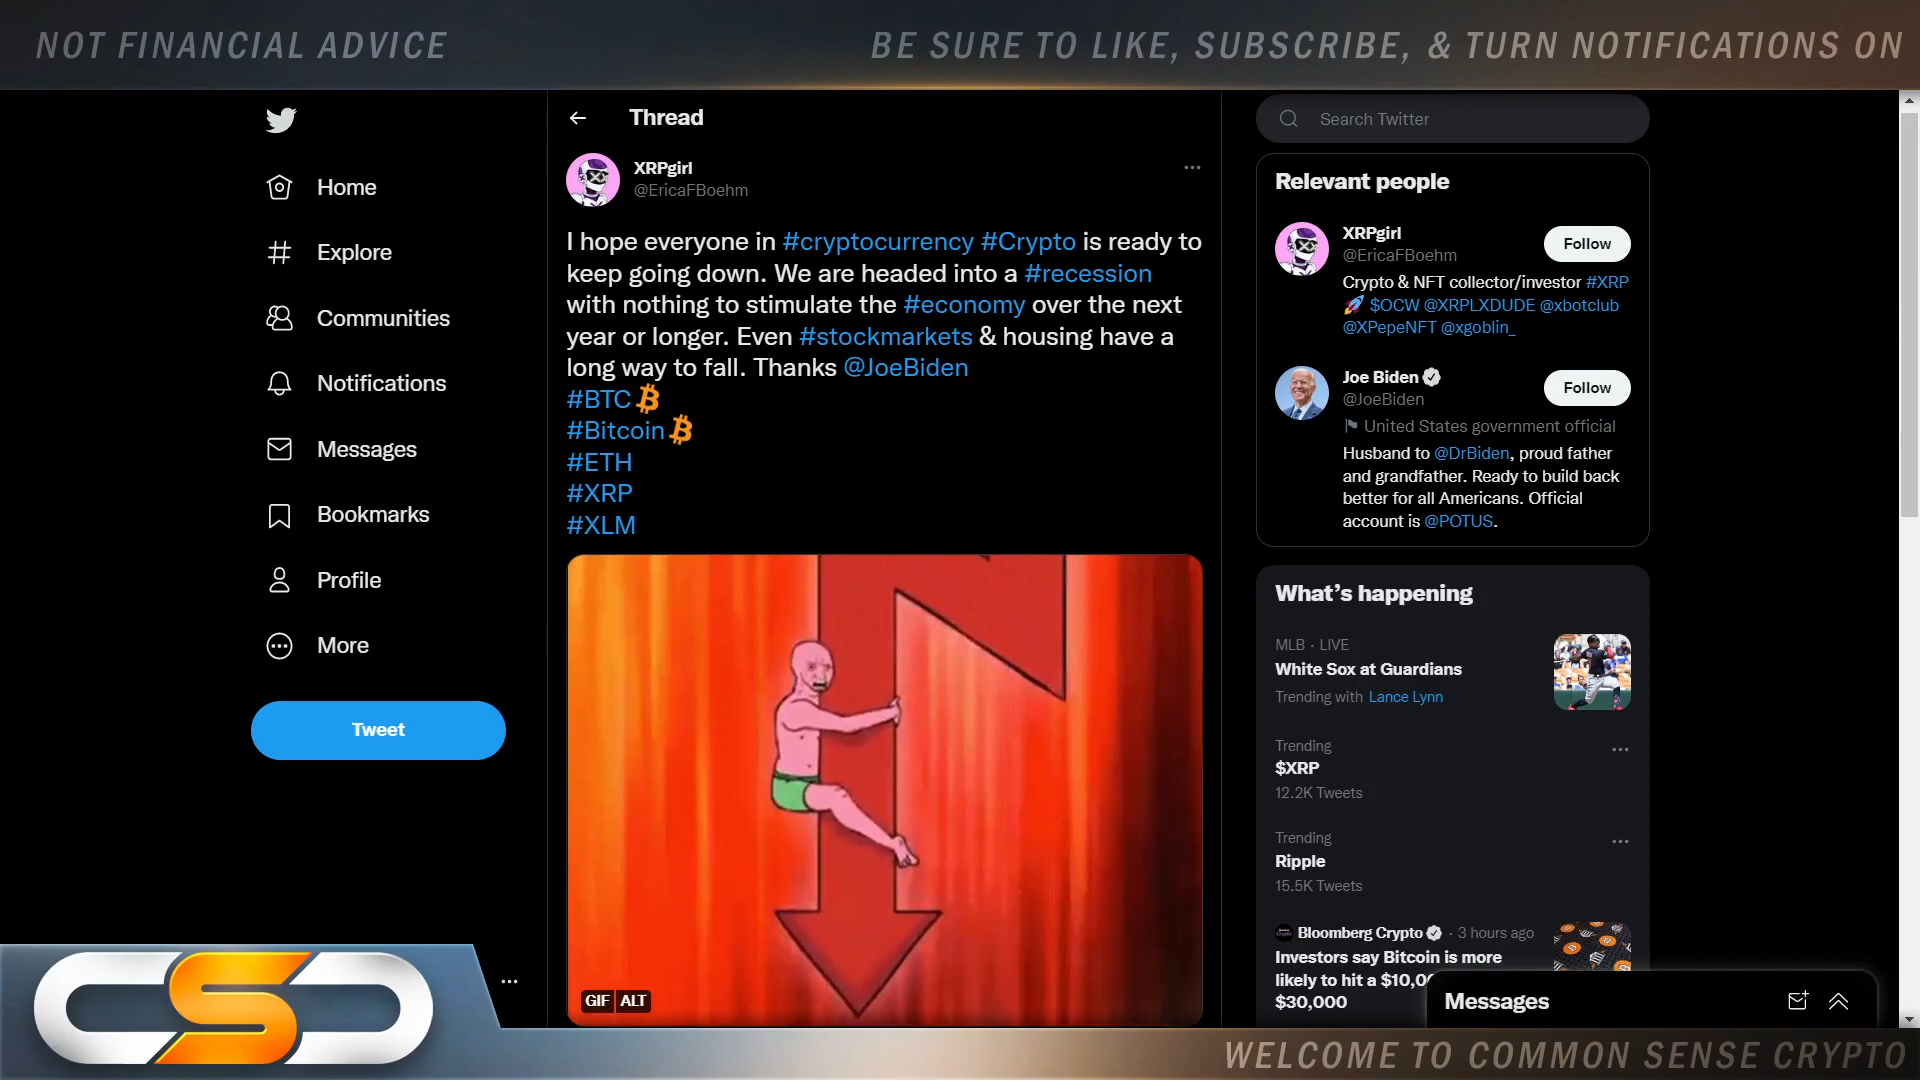 NOT FINANCIAL ADVICE
BE SURE TO LIKE, SUBSCRIBE, & TURN NOTIFICATIONS ON
Home
Explore
Communities
Notifications
Messages
Bookmarks
Profile
More
Tweet
Thread
XRPgirl
@EricaFBoehm
I hope everyone in #cryptocurrency #Crypto is ready to
keep going down. We are headed into a #recession
with nothing to stimulate the #economy over the next
year or longer. Even #stockmarkets & housing have a
long way to fall. Thanks @JoeBiden
#BTC
#Bitcoin
#ETH
#XRP
#XLM
GIF ALT
Search Twitter
Relevant people
XRPgirl
@EricaFBoehm
Follow
Crypto & NFT collector/investor #XRP
🚀 $OCW @XRPLXDUDE @xbotclub
@XPepeNFT @xgoblin_
Joe Biden
@JoeBiden
Follow
United States government official
Husband to @DrBiden, proud father
and grandfather. Ready to build back
better for all Americans. Official
account is @POTUS.
What's happening
MLB · LIVE
White Sox at Guardians
Trending with Lance Lynn
Trending
$XRP
12.2K Tweets
Trending
Ripple
15.5K Tweets
Bloomberg Crypto · 3 hours ago
Investors say Bitcoin is more
likely to hit a $10,0
$30,000
Messages
CSC
WELCOME TO COMMON SENSE CRYPTO